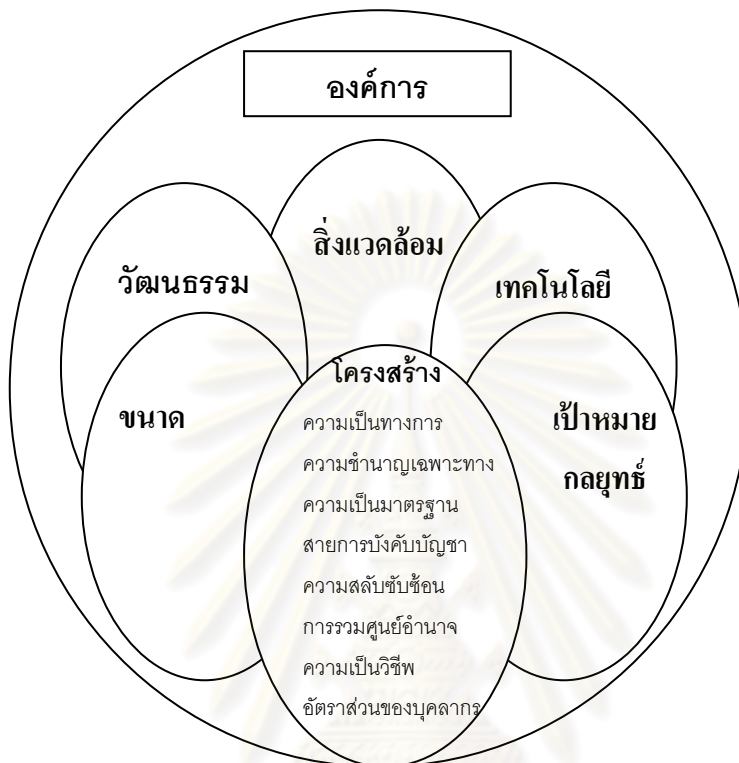 องค์การ
สิ่งแวดล้อม
วัฒนธรรม
เทคโนโลยี
ขนาด
เป้าหมาย
กลยุทธ์
โครงสร้าง
ความเป็นทางการ
ความชำนาญเฉพาะทาง
ความเป็นมาตรฐาน
สายการบังคับบัญชา
ความสลับซับซ้อน
การรวมศูนย์อำนาจ
ความเป็นวิชีพ
อัตราส่วนของบุคลากร